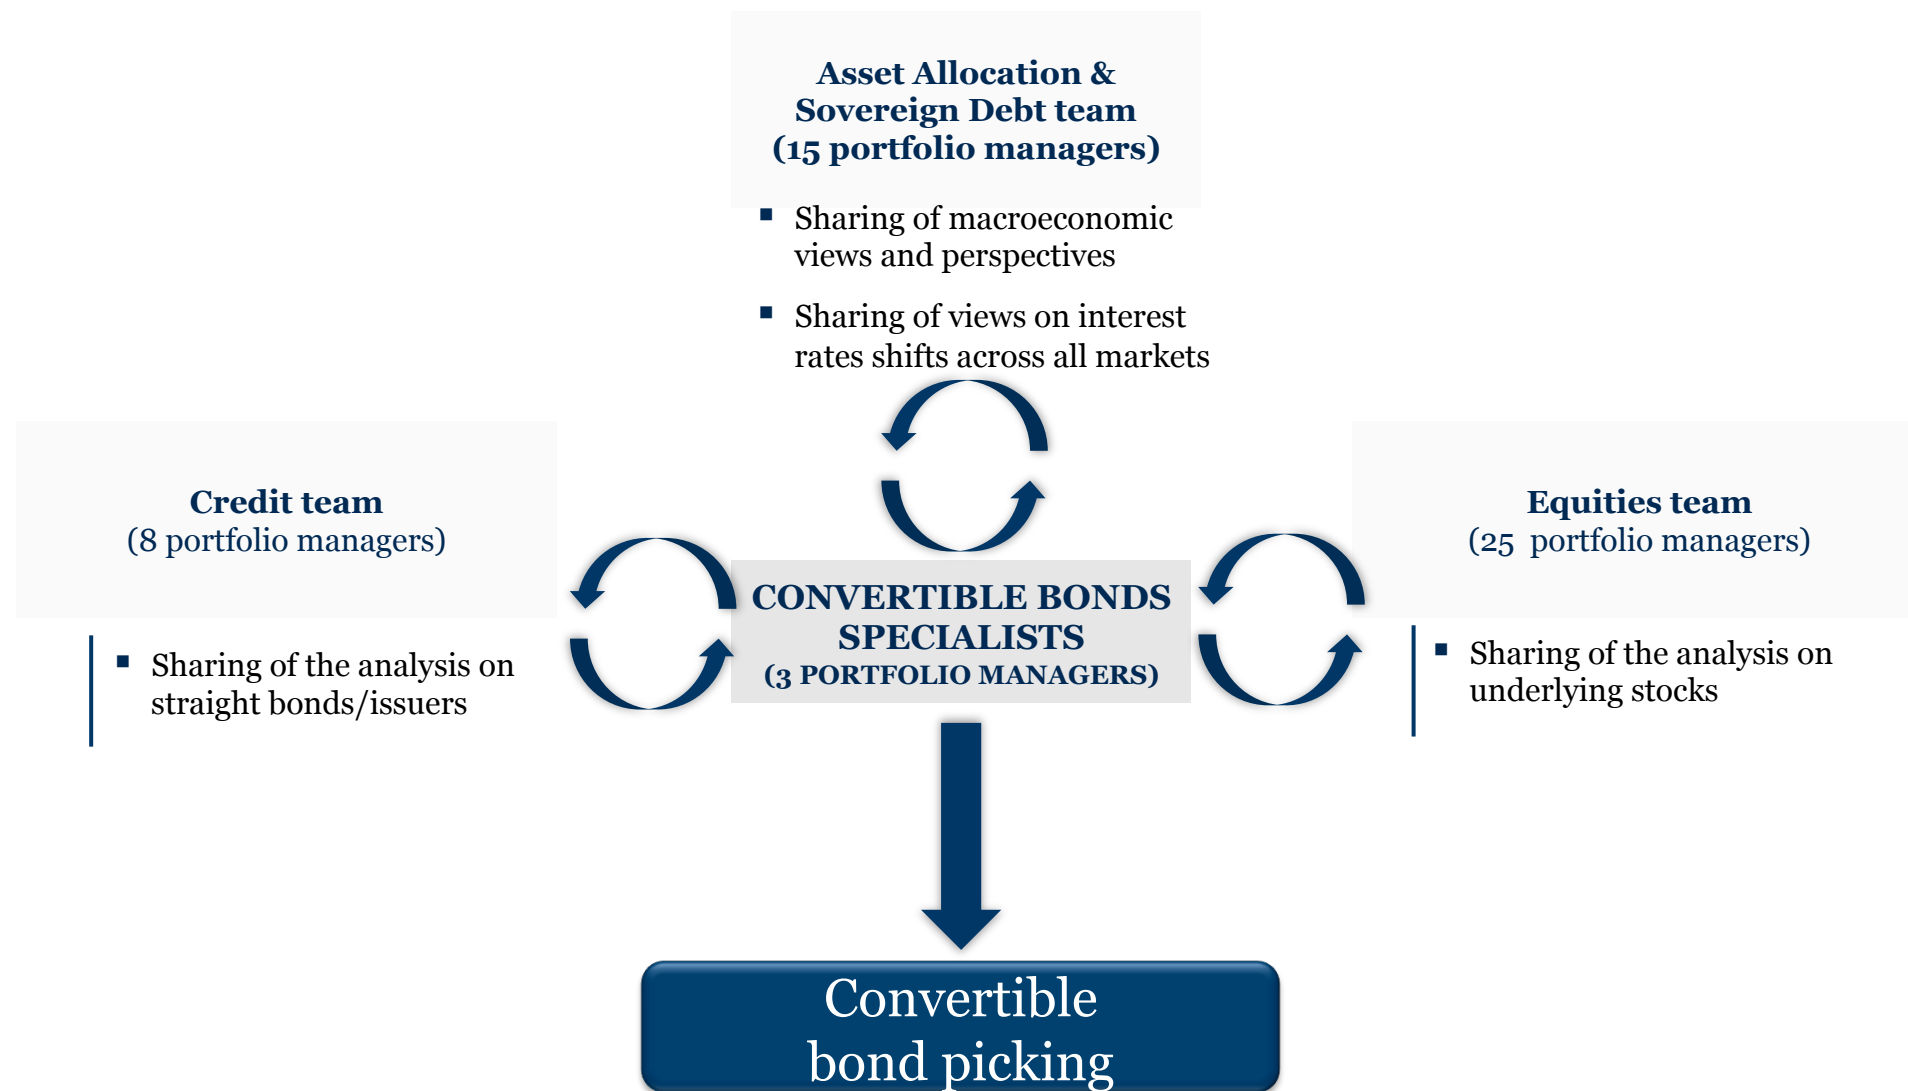 Asset Allocation &
Sovereign Debt team
(15 portfolio managers)
▪ Sharing of macroeconomic
views and perspectives
▪ Sharing of views on interest
rates shifts across all markets
Credit team
(8 portfolio managers)
▪ Sharing of the analysis on
straight bonds/issuers
CONVERTIBLE BONDS
SPECIALISTS
(3 PORTFOLIO MANAGERS)
Equities team
(25 portfolio managers)
▪ Sharing of the analysis on
underlying stocks
Convertible
bond picking